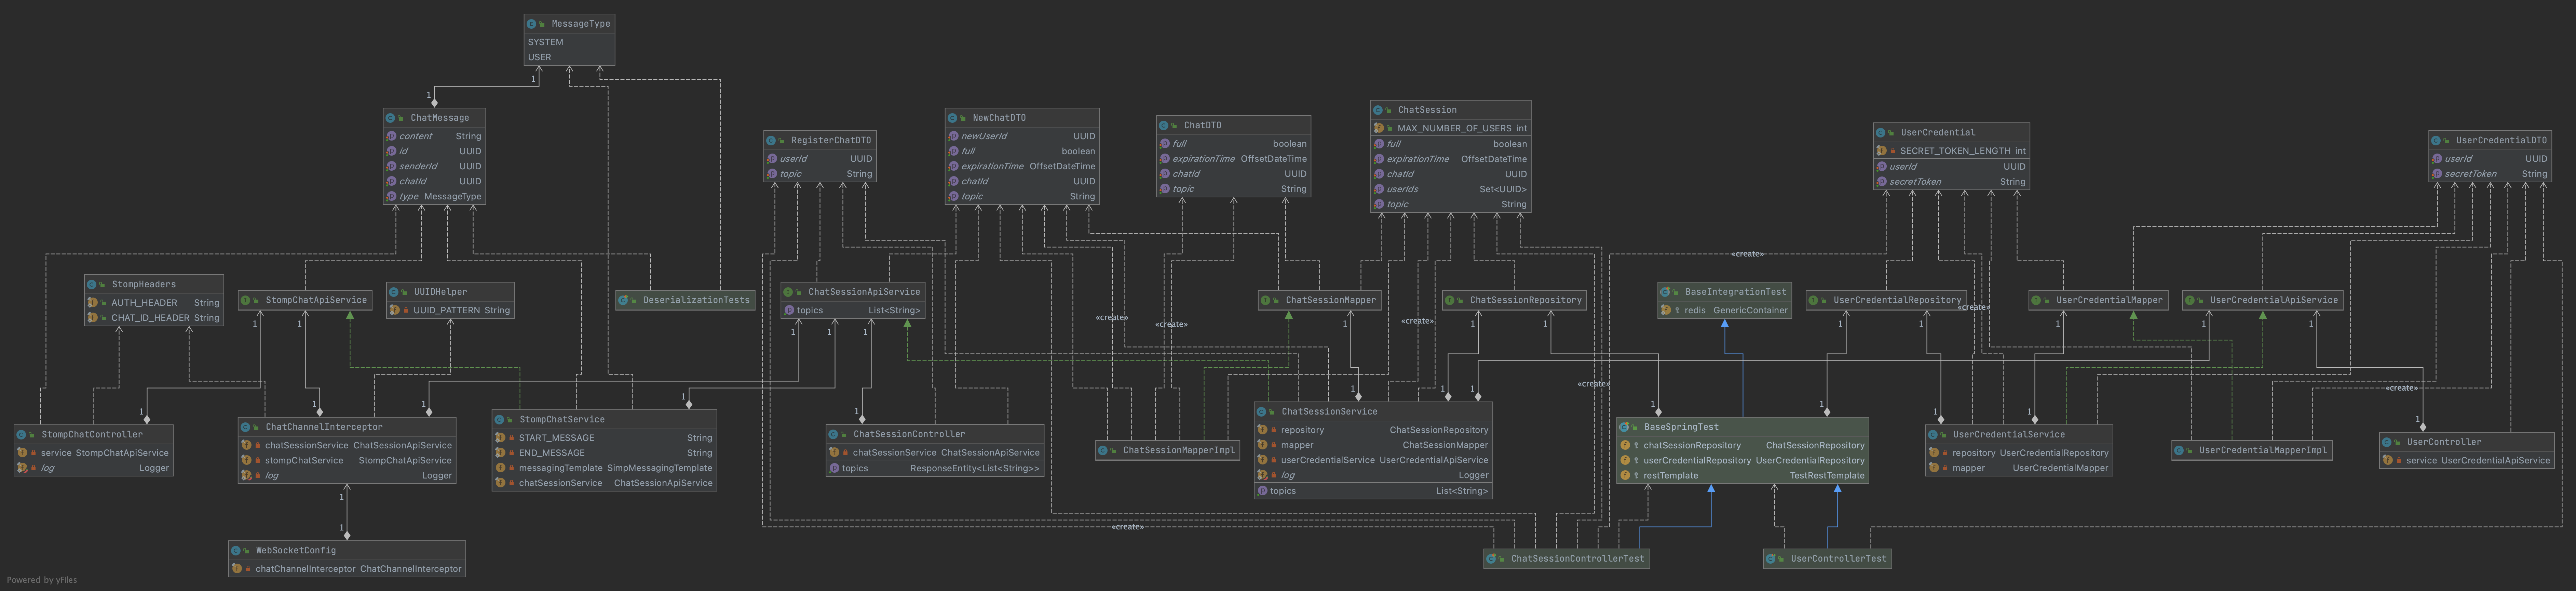 MessageType
SYSTEM
USER
1
1
ChatMessage
content String
id UUID
senderId UUID
chatId UUID
type MessageType
RegisterChatDTO
userId UUID
topic String
NewChatDTO
newUserId UUID
full boolean
expirationTime OffsetDateTime
chatId UUID
topic String
ChatDTO
full boolean
expirationTime OffsetDateTime
chatId UUID
topic String
ChatSession
MAX_NUMBER_OF_USERS int
full boolean
expirationTime OffsetDateTime
chatId UUID
userIds Set<UUID>
topic String
UserCredential
SECRET_TOKEN_LENGTH int
userId UUID
secretToken String
UserCredentialDTO
userId UUID
secretToken String
«create»
StompHeaders
AUTH_HEADER String
CHAT_ID_HEADER String
StompChatApiService
UUIDHelper
UUID_PATTERN String
DeserializationTests
ChatSessionApiService
topics List<String>
ChatSessionMapper
ChatSessionRepository
BaseIntegrationTest
redis GenericContainer
UserCredentialRepository
UserCredentialMapper
UserCredentialApiService
«create»
«create»
«create»
«create»
1
1
1
1
1
1
1
1
1
1
1
1
1
1
«create»
«create»
1
1
1
1
1
1
1
1
1
1
1
1
1
1
StompChatController
service StompChatApiService
log Logger
ChatChannelInterceptor
chatSessionService ChatSessionApiService
stompChatService StompChatApiService
log Logger
StompChatService
START_MESSAGE String
END_MESSAGE String
messagingTemplate SimpMessagingTemplate
chatSessionService ChatSessionApiService
ChatSessionController
chatSessionService ChatSessionApiService
topics ResponseEntity<List<String>>
ChatSessionMapperImpl
ChatSessionService
repository ChatSessionRepository
mapper ChatSessionMapper
userCredentialService UserCredentialApiService
log Logger
topics List<String>
BaseSpringTest
chatSessionRepository ChatSessionRepository
userCredentialRepository UserCredentialRepository
restTemplate TestRestTemplate
UserCredentialService
repository UserCredentialRepository
mapper UserCredentialMapper
UserCredentialMapperImpl
UserController
service UserCredentialApiService
1
1
«create»
WebSocketConfig
chatChannelInterceptor ChatChannelInterceptor
ChatSessionControllerTest
UserControllerTest
Powered by yFiles